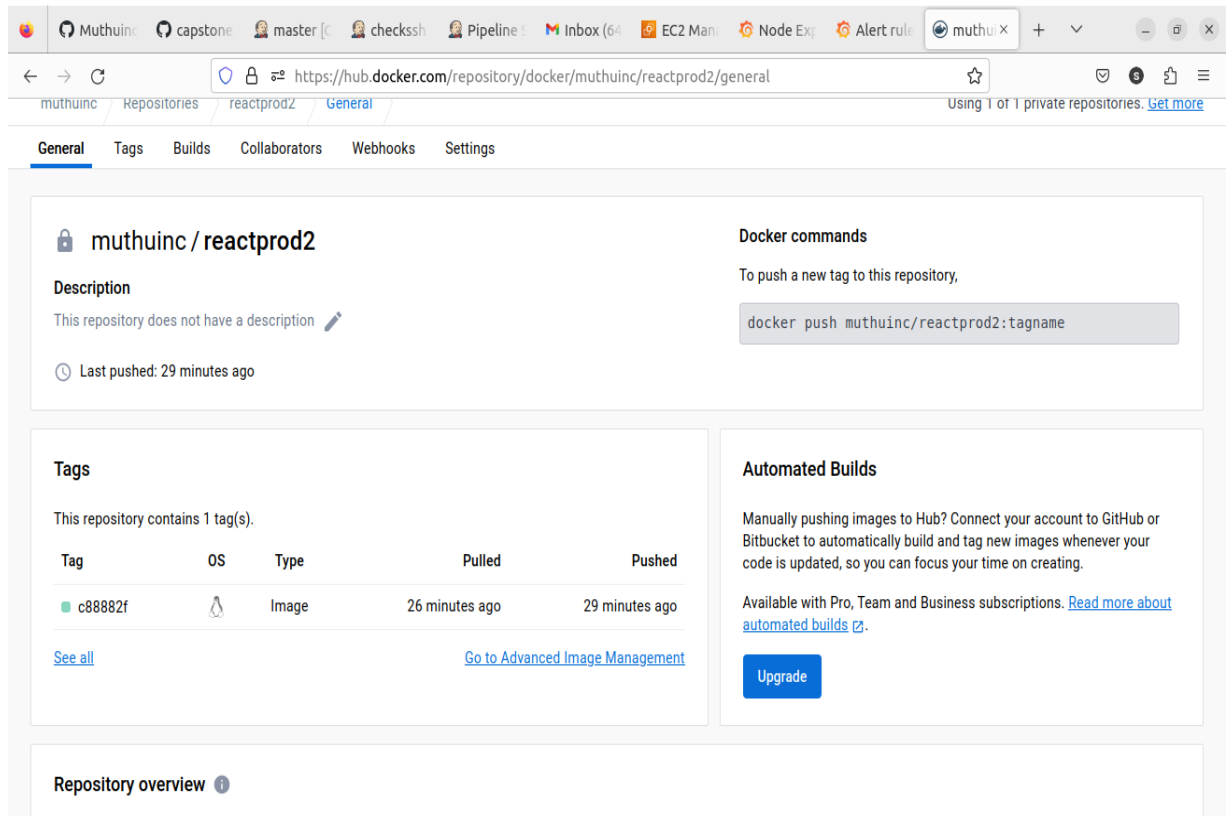 Muthuinc capstone master [C checkssh Pipeline S Inbox (64 EC2 Mana Node Exp Alert rule muthui
https://hub.docker.com/repository/docker/muthuinc/reactprod2/general
muthuinc Repositories reactprod2 General Using 1 of 1 private repositories. Get more
General Tags Builds Collaborators Webhooks Settings
muthuinc / reactprod2
Description
This repository does not have a description
Last pushed: 29 minutes ago
Docker commands
To push a new tag to this repository,
docker push muthuinc/reactprod2:tagname
Tags
This repository contains 1 tag(s).
Tag OS Type Pulled Pushed
c88882f Image 26 minutes ago 29 minutes ago
See all Go to Advanced Image Management
Automated Builds
Manually pushing images to Hub? Connect your account to GitHub or
Bitbucket to automatically build and tag new images whenever your
code is updated, so you can focus your time on creating.
Available with Pro, Team and Business subscriptions. Read more about
automated builds .
Upgrade
Repository overview